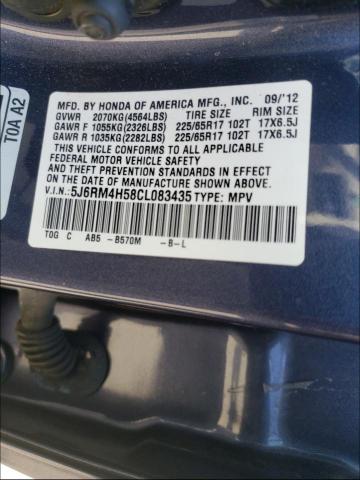 T0A A2
MFD. BY HONDA OF AMERICA MFG., INC. 09/'12
GVWR 2070KG(4564LBS) TIRE SIZE RIM SIZE
GAWR F 1055KG(2326LBS) 225/65R17 102T 17X6.5J
GAWR R 1035KG(2282LBS) 225/65R17 102T 17X6.5J
THIS VEHICLE CONFORMS TO ALL APPLICABLE
FEDERAL MOTOR VEHICLE SAFETY AND
THEFT PREVENTION STANDARDS IN EFFECT ON
THE DATE OF MANUFACTURE SHOWN ABOVE.
V.I.N.: 5J6RM4H58CL083435 TYPE: MPV
T0G C AB5 -B570M -B-L